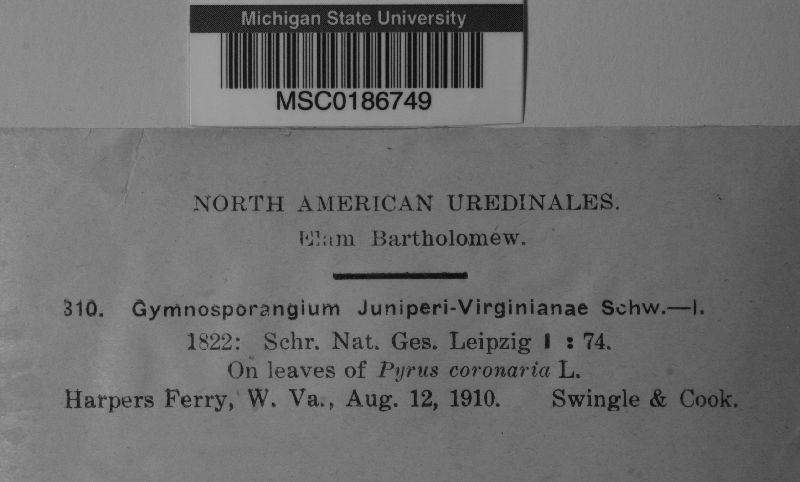 Michigan State University
MSC0186749
NORTH AMERICAN UREDINALES.
Elam Bartholomew.
310. Gymnosporangium Juniperi-Virginianae Schw.—I.
1822: Schr. Nat. Ges. Leipzig I : 74.
On leaves of Pyrus coronaria L.
Harpers Ferry, W. Va., Aug. 12, 1910. Swingle & Cook.